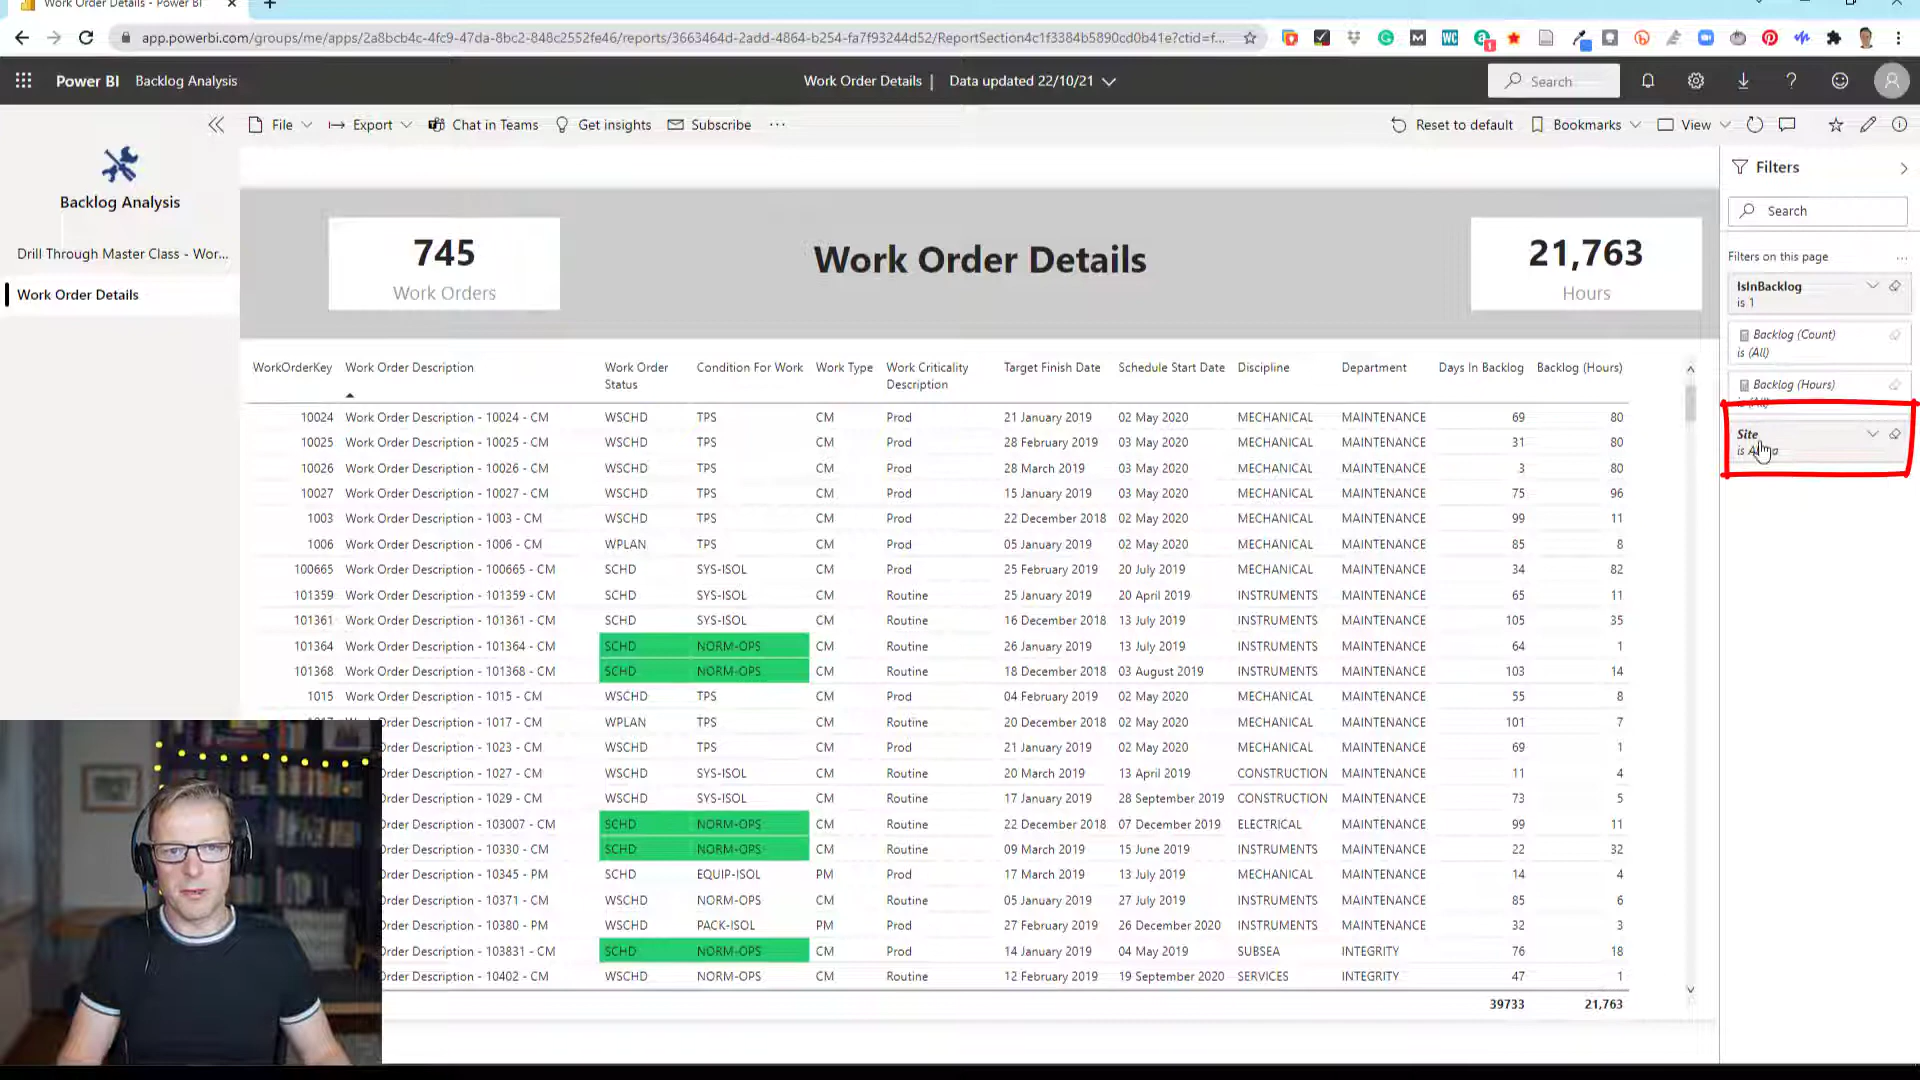 Work Order Details - Power BI
app.powerbi.com/groups/me/apps/2a8bcb4c-4fc9-47da-8bc2-848c2552fe46/reports/3663464d-2add-4864-b254-fa7f93244d52/ReportSection4c1f3384b5890cd0b41e?ctid=f...
Power BI Backlog Analysis Work Order Details | Data updated 22/10/21 Search
File Export Chat in Teams Get insights Subscribe ... Reset to default Bookmarks View
Backlog Analysis
Drill Through Master Class - Wor...
Work Order Details
745
Work Orders
Work Order Details
21,763
Hours
WorkOrderKey Work Order Description Work Order Status Condition For Work Work Type Work Criticality Description Target Finish Date Schedule Start Date Discipline Department Days In Backlog Backlog (Hours)
10024 Work Order Description - 10024 - CM WSCHD TPS CM Prod 21 January 2019 02 May 2020 MECHANICAL MAINTENANCE 69 80
10025 Work Order Description - 10025 - CM WSCHD TPS CM Prod 28 February 2019 03 May 2020 MECHANICAL MAINTENANCE 31 80
10026 Work Order Description - 10026 - CM WSCHD TPS CM Prod 28 March 2019 03 May 2020 MECHANICAL MAINTENANCE 3 80
10027 Work Order Description - 10027 - CM WSCHD TPS CM Prod 15 January 2019 03 May 2020 MECHANICAL MAINTENANCE 75 96
1003 Work Order Description - 1003 - CM WSCHD TPS CM Prod 22 December 2018 02 May 2020 MECHANICAL MAINTENANCE 99 11
1006 Work Order Description - 1006 - CM WPLAN TPS CM Prod 05 January 2019 02 May 2020 MECHANICAL MAINTENANCE 85 8
100665 Work Order Description - 100665 - CM SCHD SYS-ISOL CM Prod 25 February 2019 20 July 2019 MECHANICAL MAINTENANCE 34 82
101359 Work Order Description - 101359 - CM SCHD SYS-ISOL CM Routine 25 January 2019 20 April 2019 INSTRUMENTS MAINTENANCE 65 11
101361 Work Order Description - 101361 - CM SCHD SYS-ISOL CM Routine 16 December 2018 13 July 2019 INSTRUMENTS MAINTENANCE 105 35
101364 Work Order Description - 101364 - CM SCHD NORM-OPS CM Routine 26 January 2019 13 July 2019 INSTRUMENTS MAINTENANCE 64 1
101368 Work Order Description - 101368 - CM SCHD NORM-OPS CM Routine 18 December 2018 03 August 2019 INSTRUMENTS MAINTENANCE 103 14
1015 Work Order Description - 1015 - CM WSCHD TPS CM Prod 04 February 2019 02 May 2020 MECHANICAL MAINTENANCE 55 8
Order Description - 1017 - CM WPLAN TPS CM Routine 20 December 2018 02 May 2020 MECHANICAL MAINTENANCE 101 7
Order Description - 1023 - CM WSCHD TPS CM Prod 21 January 2019 02 May 2020 MECHANICAL MAINTENANCE 69 1
Order Description - 1027 - CM WSCHD SYS-ISOL CM Routine 20 March 2019 13 April 2019 CONSTRUCTION MAINTENANCE 11 4
Order Description - 1029 - CM WSCHD SYS-ISOL CM Routine 17 January 2019 28 September 2019 CONSTRUCTION MAINTENANCE 73 5
Order Description - 103007 - CM SCHD NORM-OPS CM Routine 22 December 2018 07 December 2019 ELECTRICAL MAINTENANCE 99 11
Order Description - 10330 - CM SCHD NORM-OPS CM Routine 09 March 2019 15 June 2019 INSTRUMENTS MAINTENANCE 22 32
Order Description - 10345 - PM SCHD EQUIP-ISOL PM Prod 17 March 2019 13 July 2019 MECHANICAL MAINTENANCE 14 4
Order Description - 10371 - CM WSCHD NORM-OPS CM Routine 05 January 2019 27 July 2019 INSTRUMENTS MAINTENANCE 85 6
Order Description - 10380 - PM WSCHD PACK-ISOL PM Prod 27 February 2019 26 December 2020 INSTRUMENTS MAINTENANCE 32 3
Order Description - 103831 - CM SCHD NORM-OPS CM Prod 14 January 2019 04 May 2019 SUBSEA INTEGRITY 76 18
Order Description - 10402 - CM WSCHD NORM-OPS CM Routine 12 February 2019 19 September 2020 SERVICES INTEGRITY 47 1
39733 21,763
Filters
Search
Filters on this page ...
IsInBacklog
is 1
Backlog (Count)
is (All)
Backlog (Hours)
is (All)
Site
is